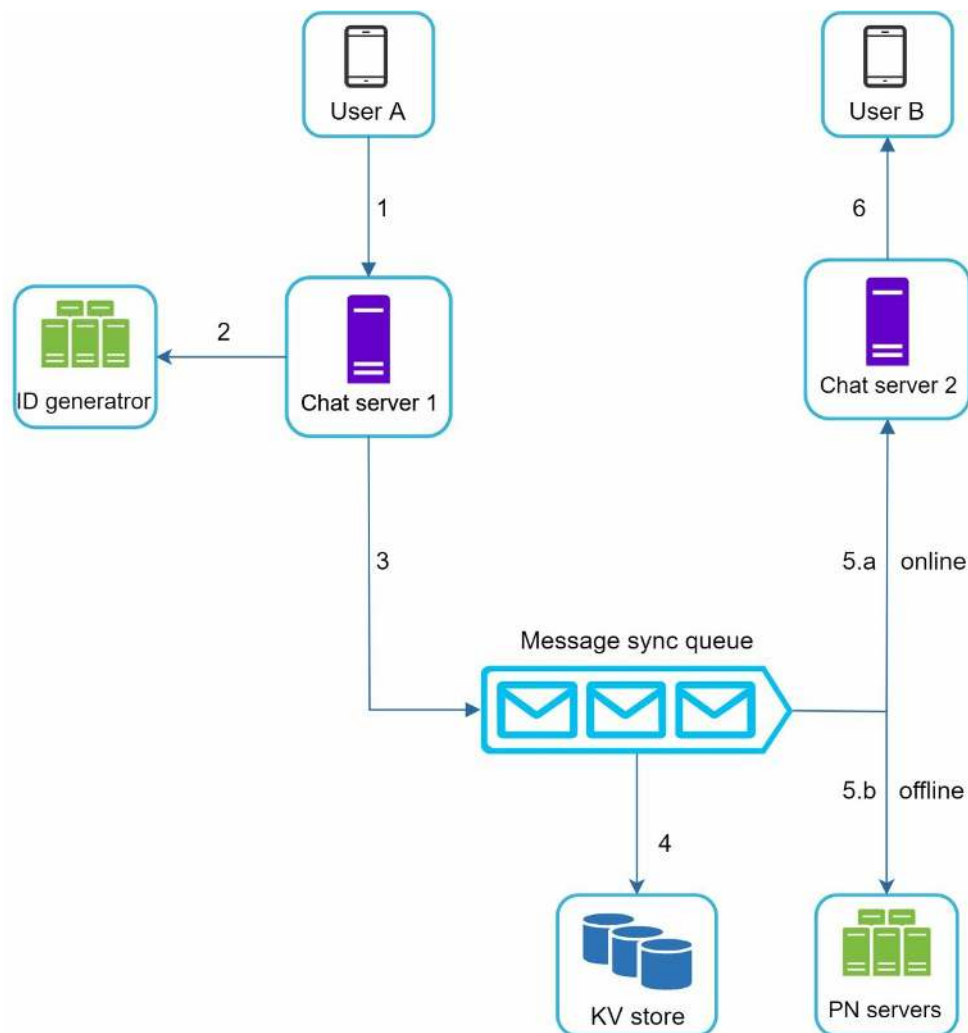 User A
User B
1
6
2
ID generatror
Chat server 1
Chat server 2
3
5.a online
Message sync queue
5.b offline
4
KV store
PN servers